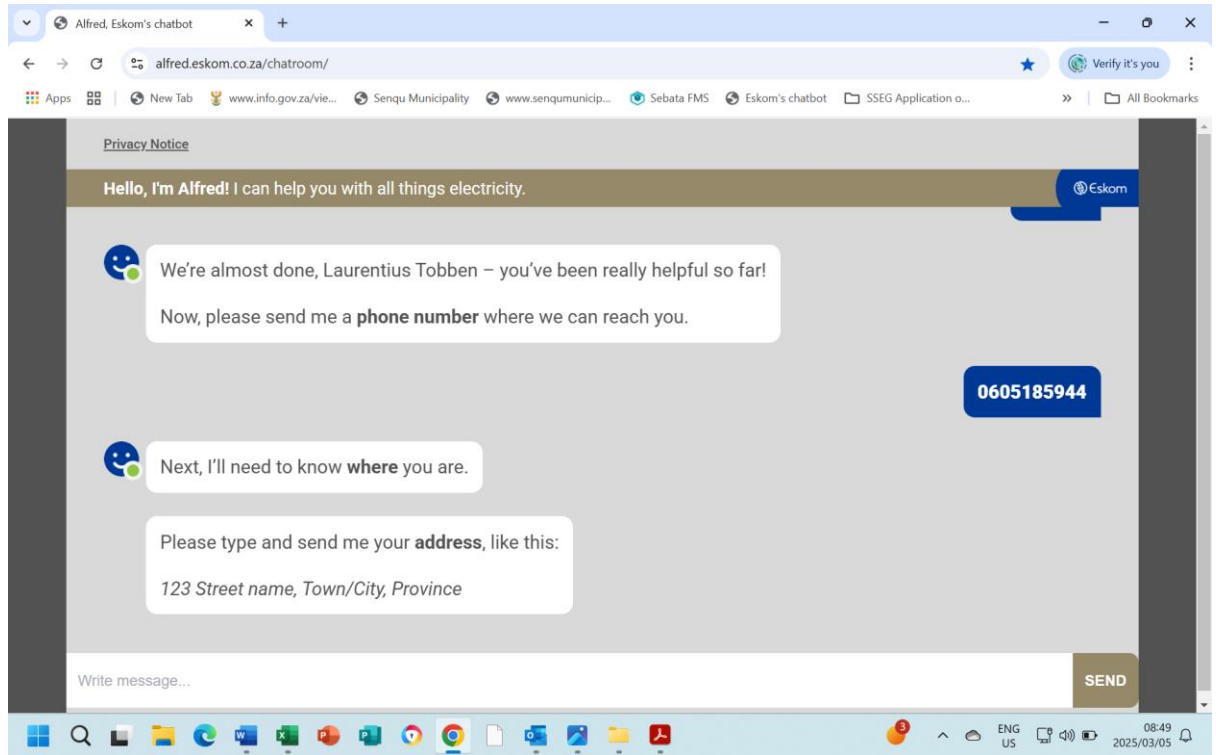 Alfred, Eskom's chatbot
alfred.eskom.co.za/chatroom/
Verify it's you
Apps
New Tab
www.info.gov.za/vie...
Senqu Municipality
www.senqumunicip...
Sebata FMS
Eskom's chatbot
SSEG Application o...
»
All Bookmarks
Privacy Notice
Hello, I'm Alfred! I can help you with all things electricity.
Eskom
We're almost done, Laurentius Tobben – you've been really helpful so far!
Now, please send me a phone number where we can reach you.
0605185944
Next, I'll need to know where you are.
Please type and send me your address, like this:
123 Street name, Town/City, Province
Write message...
SEND
3
ENG
US
08:49
2025/03/05